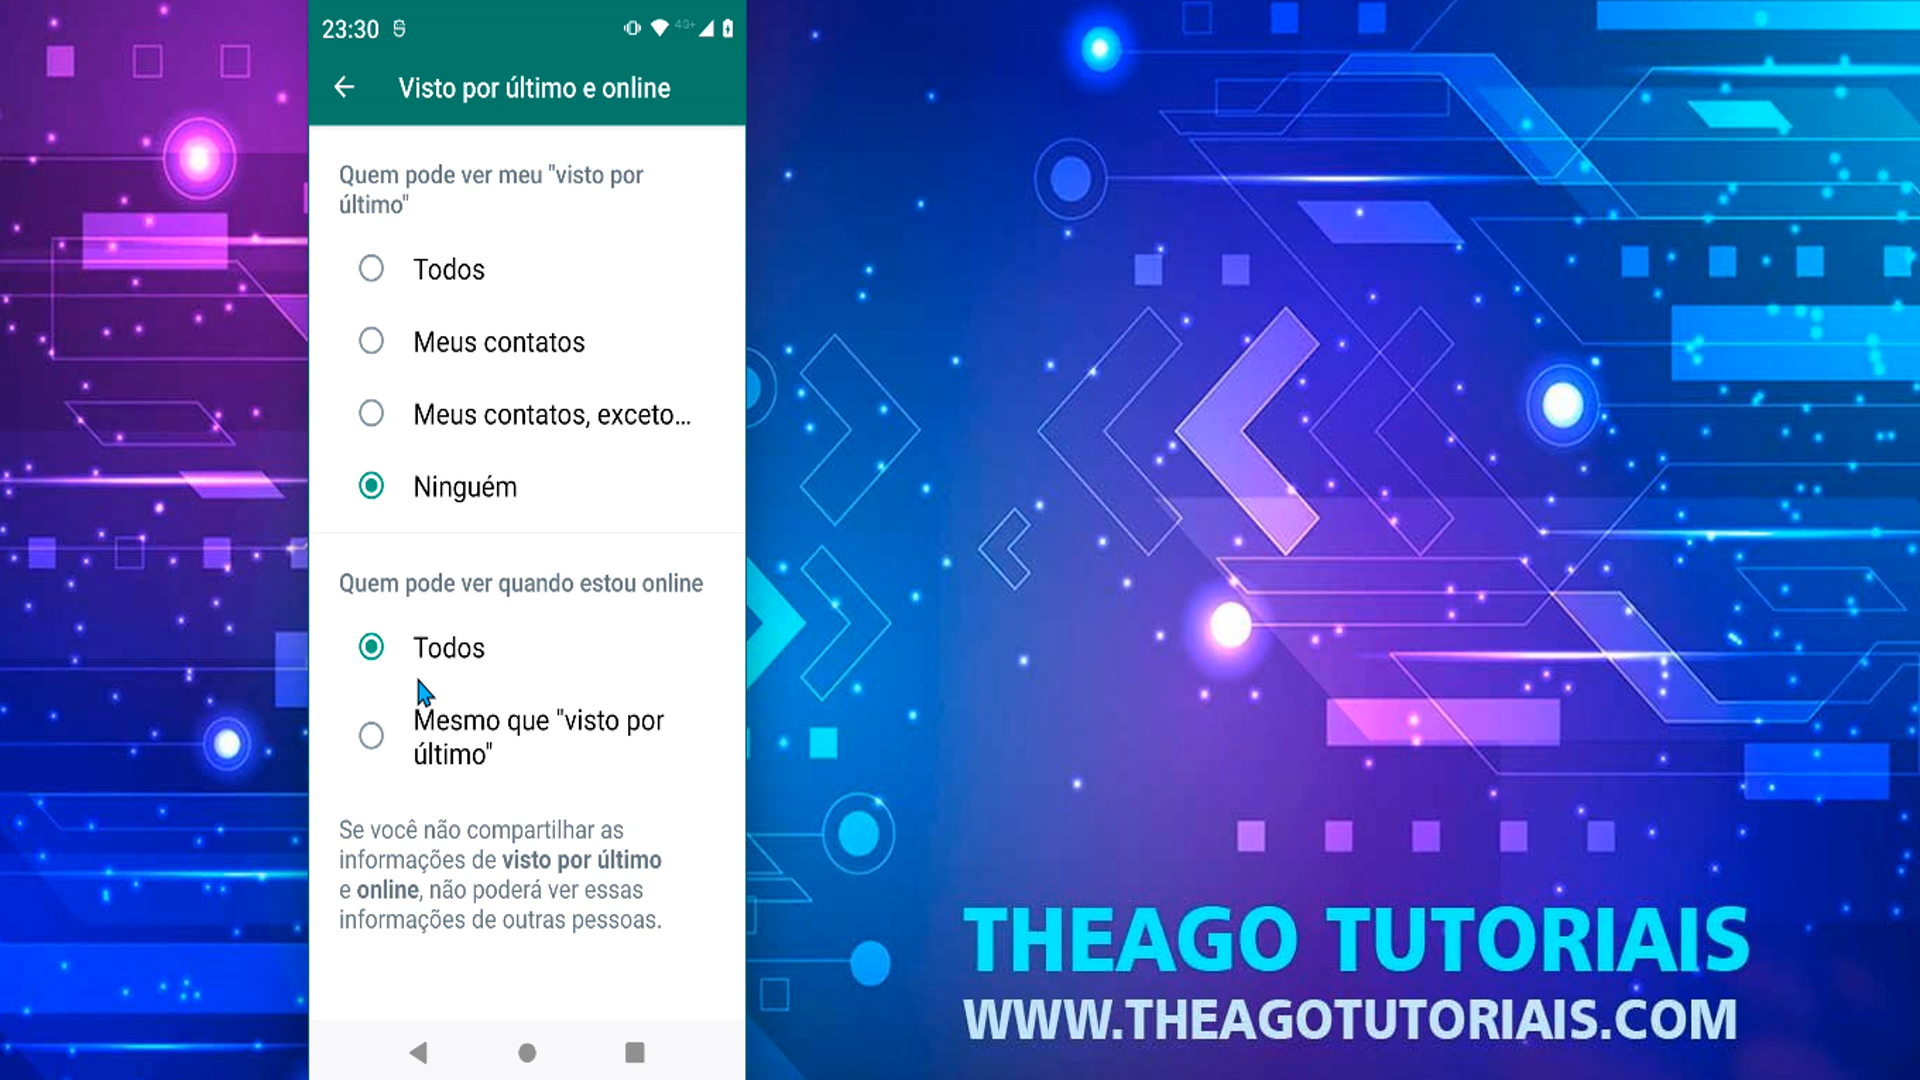 23:30
4G+
Visto por último e online
Quem pode ver meu "visto por
último"
Todos
Meus contatos
Meus contatos, exceto...
Ninguém
Quem pode ver quando estou online
Todos
Mesmo que "visto por
último"
Se você não compartilhar as
informações de visto por último
e online, não poderá ver essas
informações de outras pessoas.
THEAGO TUTORIAIS
WWW.THEAGOTUTORIAIS.COM